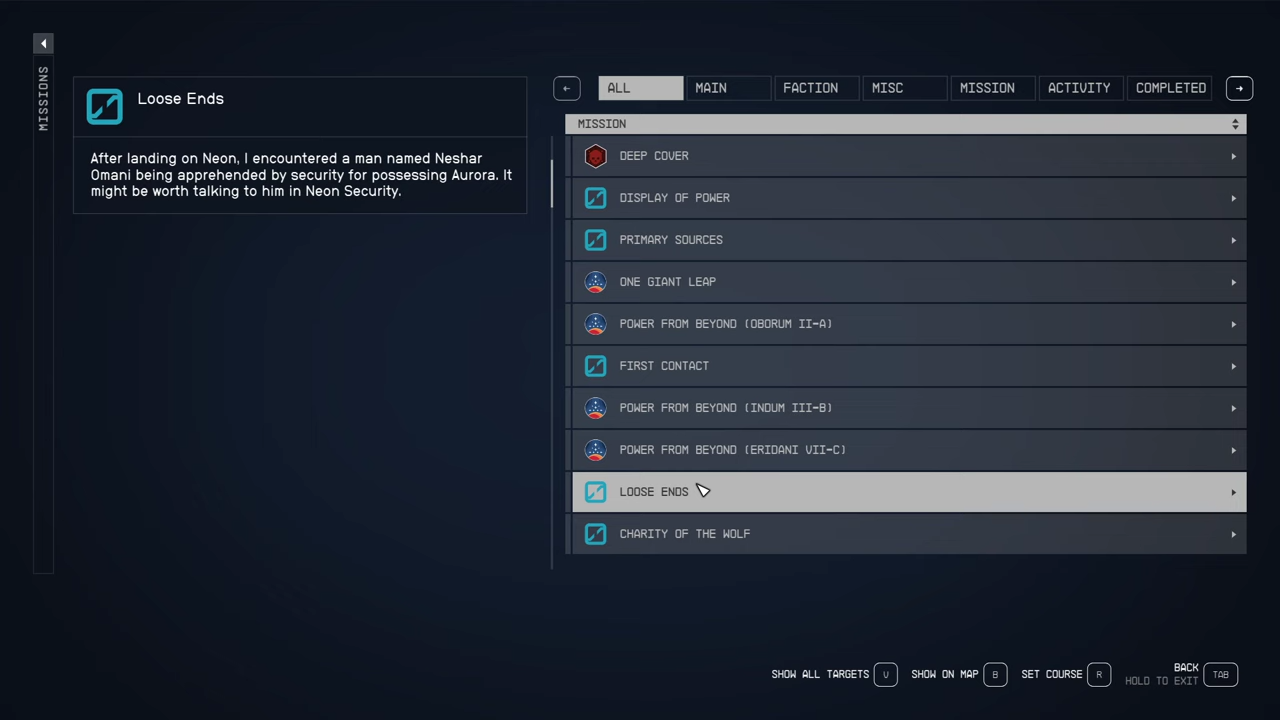 MISSIONS
Loose Ends
After landing on Neon, I encountered a man named Neshar
Omani being apprehended by security for possessing Aurora. It
might be worth talking to him in Neon Security.
ALL
MAIN
FACTION
MISC
MISSION
ACTIVITY
COMPLETED
MISSION
DEEP COVER
DISPLAY OF POWER
PRIMARY SOURCES
ONE GIANT LEAP
POWER FROM BEYOND (OBORUM II-A)
FIRST CONTACT
POWER FROM BEYOND (INDUM III-B)
POWER FROM BEYOND (ERIDANI VII-C)
LOOSE ENDS
CHARITY OF THE WOLF
SHOW ALL TARGETS V
SHOW ON MAP B
SET COURSE R
BACK
HOLD TO EXIT TAB